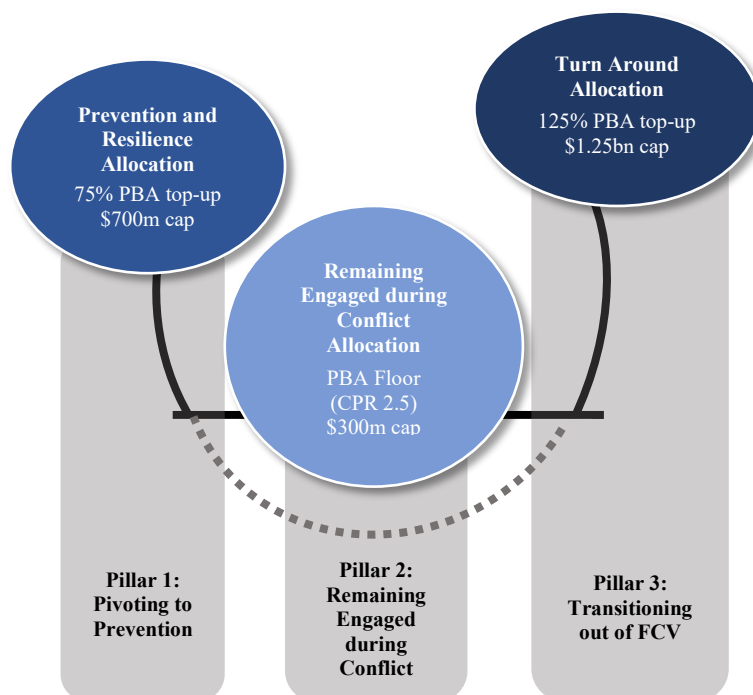 Prevention and
Resilience
Allocation
75% PBA top-up
$700m cap
Remaining
Engaged during
Conflict
Allocation
PBA Floor
(CPR 2.5)
$300m cap
Turn Around
Allocation
125% PBA top-up
$1.25bn cap
Pillar 1:
Pivoting to
Prevention
Pillar 2:
Remaining
Engaged
during
Conflict
Pillar 3:
Transitioning
out of FCV